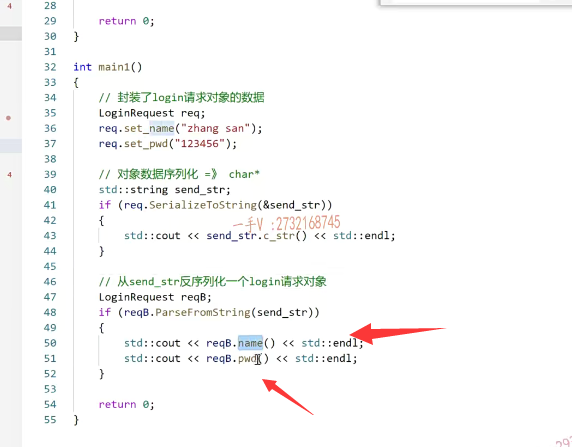 4
28
29 return 0;
30 }
31
32 int main1()
33 {
34 // 封装了login请求对象的数据
35 LoginRequest req;
36 req.set_name("zhang san");
37 req.set_pwd("123456");
38
39 // 对象数据序列化 =》 char*
4
40 std::string send_str;
41 if (req.SerializeToString(&send_str))
一手V :2732168745
42 {
43 std::cout << send_str.c_str() << std::endl;
44 }
45
46 // 从send_str反序列化一个login请求对象
47 LoginRequest reqB;
48 if (reqB.ParseFromString(send_str))
49 {
50 std::cout << reqB.name() << std::endl;
51 std::cout << reqB.pwd() << std::endl;
52 }
53
54 return 0;
55 }